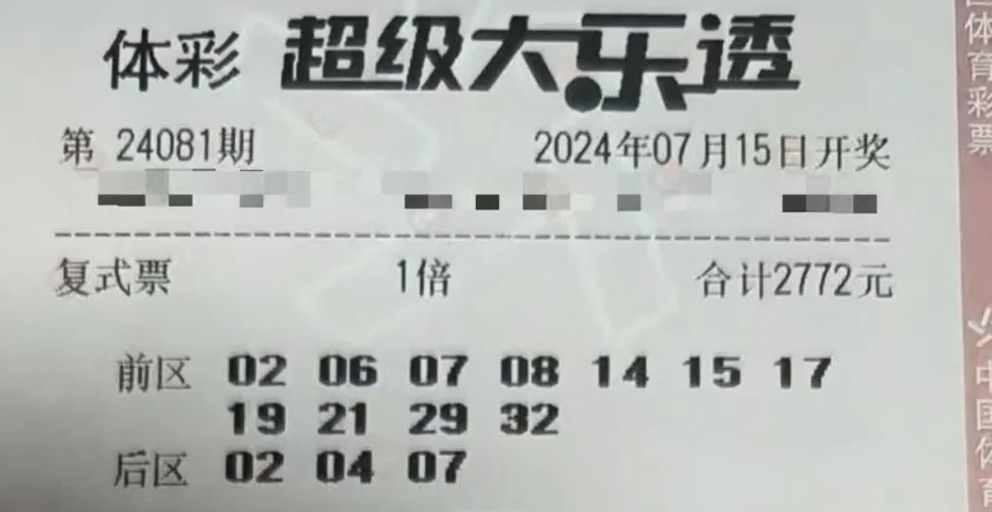 体彩 超级大乐透
第 24081期 2024年07月15日开奖
复式票 1倍 合计2772元
前区 02 06 07 08 14 15 17
19 21 29 32
后区 02 04 07
体育彩票
中国体育